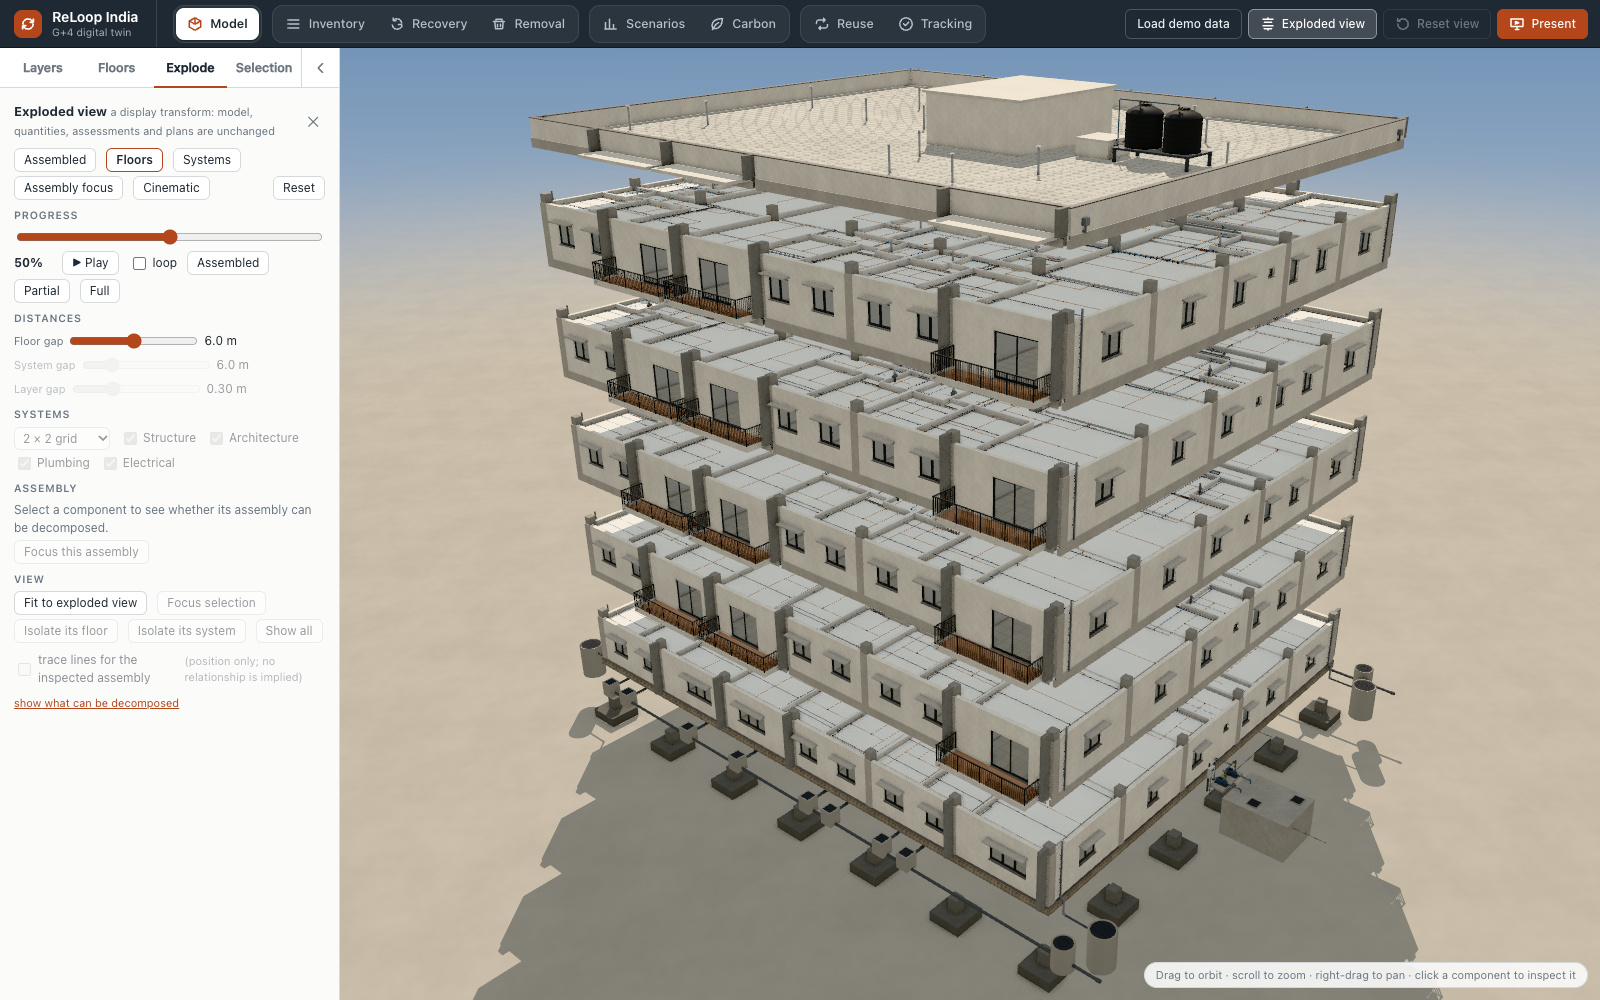 ReLoop India
G+4 digital twin
Model
Inventory
Recovery
Removal
Scenarios
Carbon
Reuse
Tracking
Load demo data
Exploded view
Reset view
Present
Layers
Floors
Explode
Selection
Exploded view a display transform: model,
quantities, assessments and plans are unchanged
Assembled
Floors
Systems
Assembly focus
Cinematic
Reset
PROGRESS
50%
Play
loop
Assembled
Partial
Full
DISTANCES
Floor gap
6.0 m
System gap
6.0 m
Layer gap
0.30 m
SYSTEMS
2 × 2 grid
Structure
Architecture
Plumbing
Electrical
ASSEMBLY
Select a component to see whether its assembly can
be decomposed.
Focus this assembly
VIEW
Fit to exploded view
Focus selection
Isolate its floor
Isolate its system
Show all
trace lines for the
inspected assembly
(position only; no
relationship is implied)
show what can be decomposed
Drag to orbit · scroll to zoom · right-drag to pan · click a component to inspect it